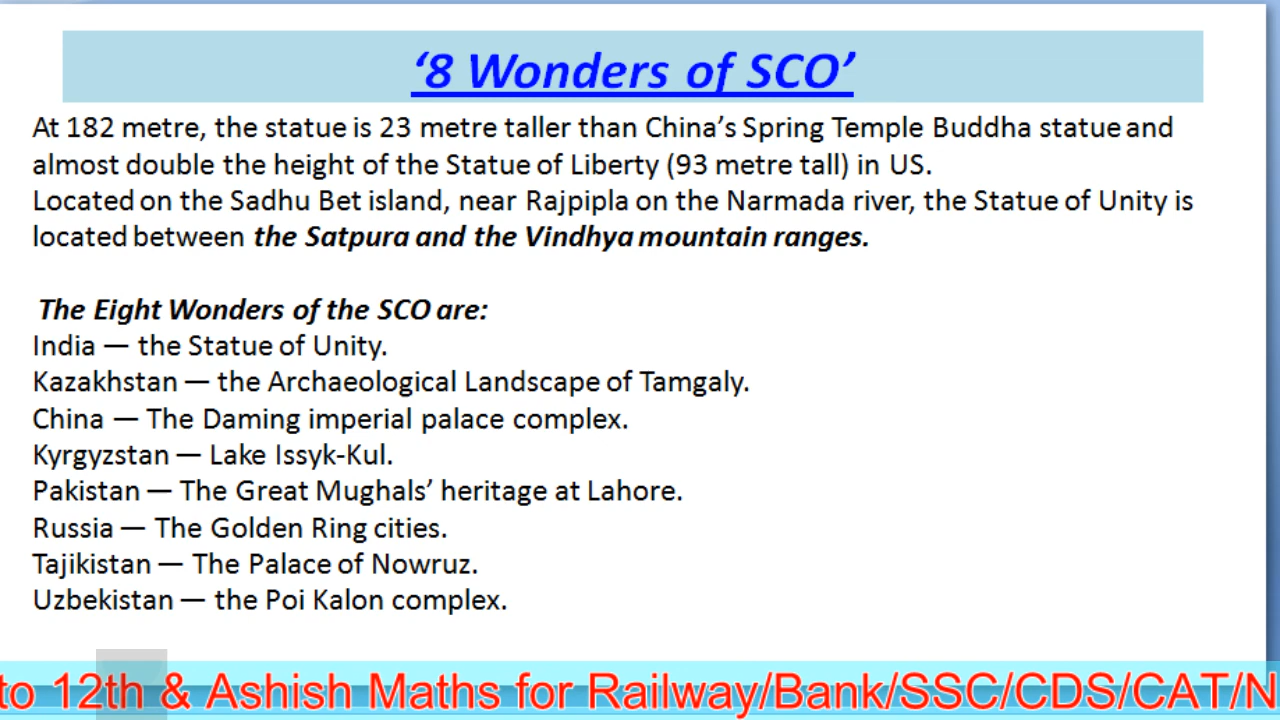 ‘8 Wonders of SCO’
At 182 metre, the statue is 23 metre taller than China’s Spring Temple Buddha statue and
almost double the height of the Statue of Liberty (93 metre tall) in US.
Located on the Sadhu Bet island, near Rajpipla on the Narmada river, the Statue of Unity is
located between the Satpura and the Vindhya mountain ranges.
The Eight Wonders of the SCO are:
India — the Statue of Unity.
Kazakhstan — the Archaeological Landscape of Tamgaly.
China — The Daming imperial palace complex.
Kyrgyzstan — Lake Issyk-Kul.
Pakistan — The Great Mughals’ heritage at Lahore.
Russia — The Golden Ring cities.
Tajikistan — The Palace of Nowruz.
Uzbekistan — the Poi Kalon complex.
to 12th & Ashish Maths for Railway/Bank/SSC/CDS/CAT/N